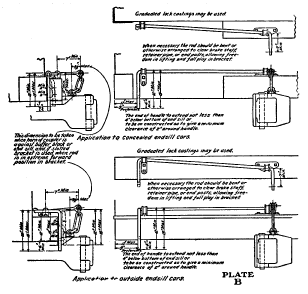 Graduated lock castings may be used
When necessary the rod should be bent or
otherwise arranged to clear brake staff,
retainer pipe, or end posts, allowing free-
dom in lifting and full play in bracket.
The end of handle to extend not less than
below bottom of end sill or
to be so constructed as to give a minimum
clearance of 2" around handle.
This dimension to be taken
when horn of coupler is
against buffer block or
end sill, and if slotted
bracket is used, when rod
is in extreme forward
position in bracket.
Application to concealed endsill cars.
Graduated lock castings may be used.
When necessary the rod should be bent or
otherwise arranged to clear brake staff,
retainer pipe, or end posts, allowing free-
dom in lifting and full play in bracket.
The end of handle to extend not less than
below bottom of end sill or
to be so constructed as to give a minimum
clearance of 2" around handle.
Application to outside endsill cars.
PLATE
B